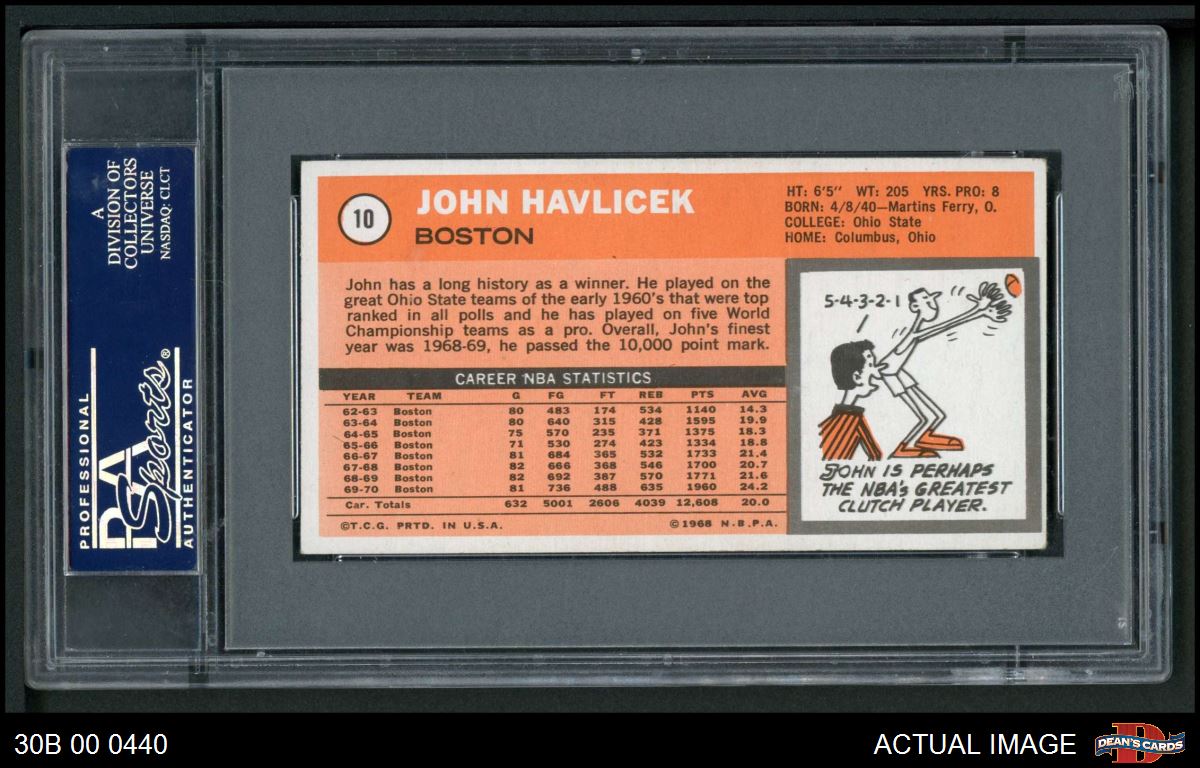 A
DIVISION OF
COLLECTORS
UNIVERSE
NASDAQ: CLCT
PROFESSIONAL
PSA
Sports®
AUTHENTICATOR
10
JOHN HAVLICEK
BOSTON
HT: 6'5" WT: 205 YRS. PRO: 8
BORN: 4/8/40—Martins Ferry, O.
COLLEGE: Ohio State
HOME: Columbus, Ohio
John has a long history as a winner. He played on the
great Ohio State teams of the early 1960's that were top
ranked in all polls and he has played on five World
Championship teams as a pro. Overall, John's finest
year was 1968-69, he passed the 10,000 point mark.
CAREER NBA STATISTICS
YEAR TEAM G FG FT REB PTS AVG
62-63 Boston 80 483 174 534 1140 14.3
63-64 Boston 80 640 315 428 1595 19.9
64-65 Boston 75 570 235 371 1375 18.3
65-66 Boston 71 530 274 423 1334 18.8
66-67 Boston 81 684 365 532 1733 21.4
67-68 Boston 82 666 368 546 1700 20.7
68-69 Boston 82 692 387 570 1771 21.6
69-70 Boston 81 736 488 635 1960 24.2
Car. Totals 632 5001 2606 4039 12,608 20.0
©T.C.G. PRTD. IN U.S.A. ©1968 N.B.P.A.
5-4-3-2-1
JOHN IS PERHAPS
THE NBA'S GREATEST
CLUTCH PLAYER.
30B 00 0440
ACTUAL IMAGE
D
DEAN'S CARDS